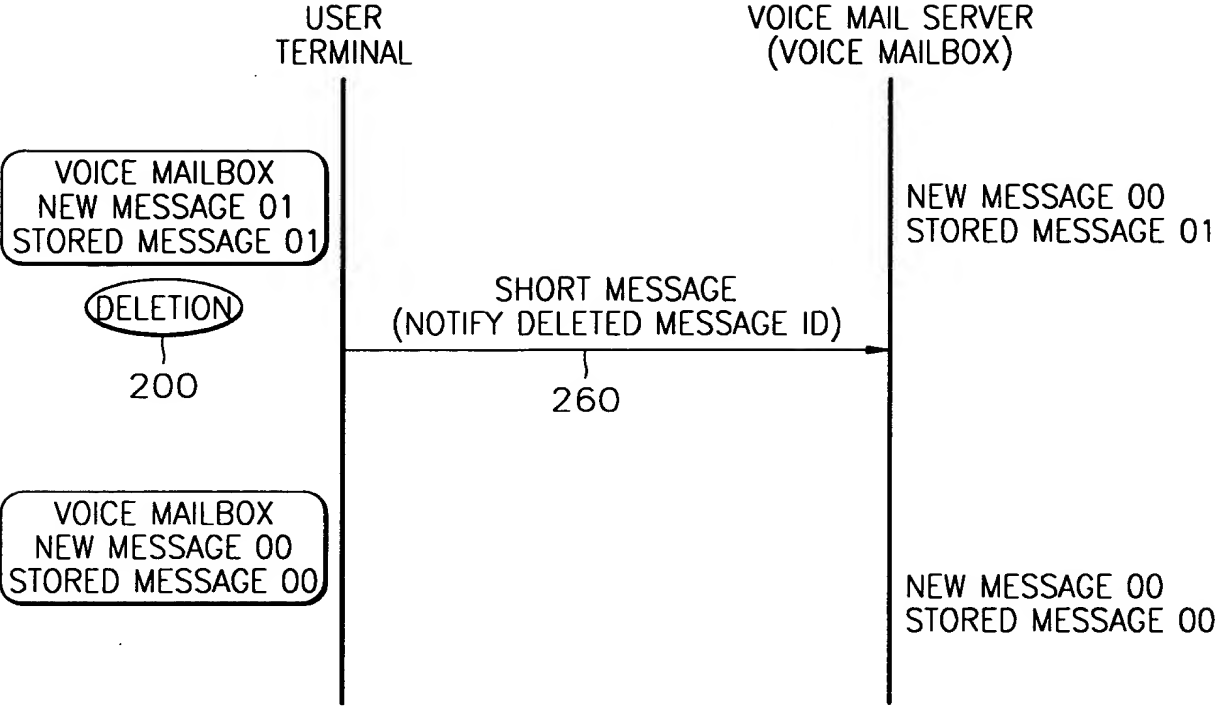 USER
TERMINAL
VOICE MAIL SERVER
(VOICE MAILBOX)
VOICE MAILBOX
NEW MESSAGE 01
STORED MESSAGE 01
NEW MESSAGE 00
STORED MESSAGE 01
DELETION
200
SHORT MESSAGE
(NOTIFY DELETED MESSAGE ID)
260
VOICE MAILBOX
NEW MESSAGE 00
STORED MESSAGE 00
NEW MESSAGE 00
STORED MESSAGE 00